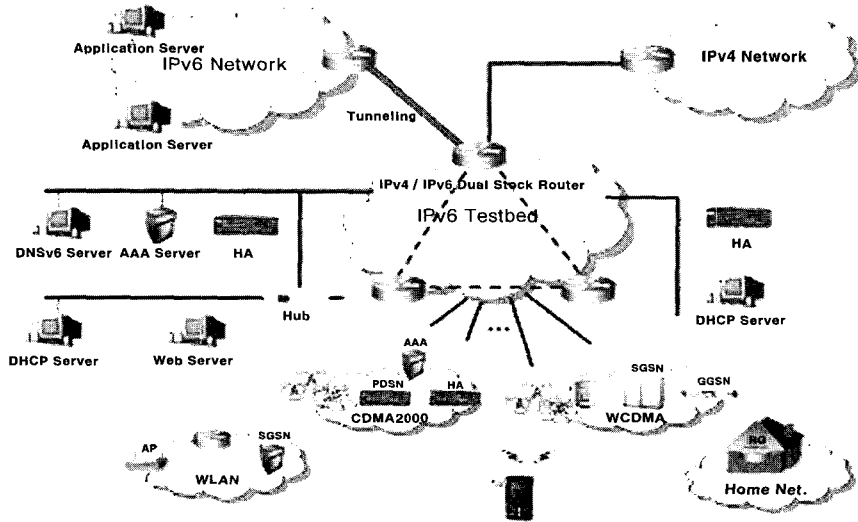 Application Server
IPv6 Network
IPv4 Network
Tunneling
Application Server
IPv4 / IPv6 Dual Stock Router
IPv6 Testbed
DNSv6 Server
AAA Server
HA
HA
Hub
DHCP Server
DHCP Server
Web Server
...
AAA
PDSN
HA
CDMA2000
SGSN
GGSN
WCDMA
AP
SGSN
WLAN
RG
Home Net.